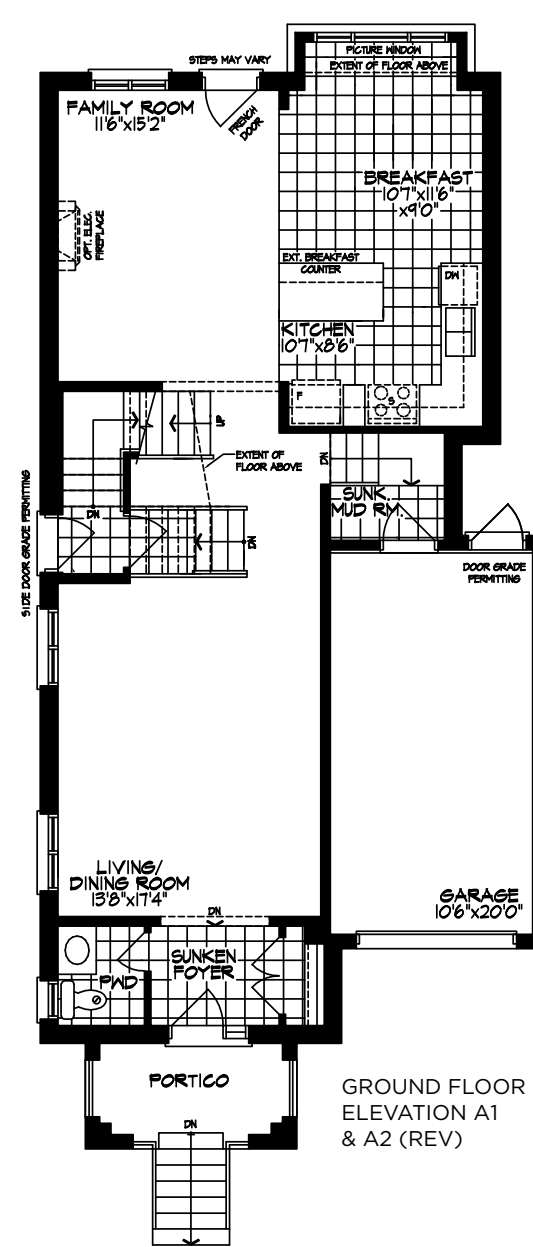 STEPS MAY VARY
PICTURE WINDOW
EXTENT OF FLOOR ABOVE
FAMILY ROOM
11'6"x15'2"
FRENCH
DOOR
BREAKFAST
10'7"x11'6"
x9'0"
OPT. ELEC.
FIREPLACE
EXT. BREAKFAST
COUNTER
DW
KITCHEN
10'7"x8'6"
F
S
UP
EXTENT OF
FLOOR ABOVE
DN
SUNK.
MUD RM.
DN
DN
SIDE DOOR GRADE PERMITTING
DOOR GRADE
PERMITTING
LIVING/
DINING ROOM
13'8"x17'4"
GARAGE
10'6"x20'0"
DN
SUNKEN
FOYER
PWD
PORTICO
DN
GROUND FLOOR
ELEVATION A1
& A2 (REV)